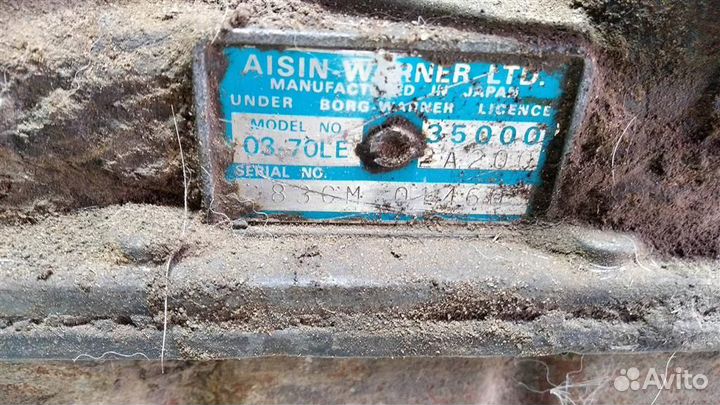 AISIN-WARNER LTD.
MANUFACTURED IN JAPAN
UNDER BORG-WARNER LICENCE
MODEL NO 35000
03-70LE
SERIAL NO.
Avito